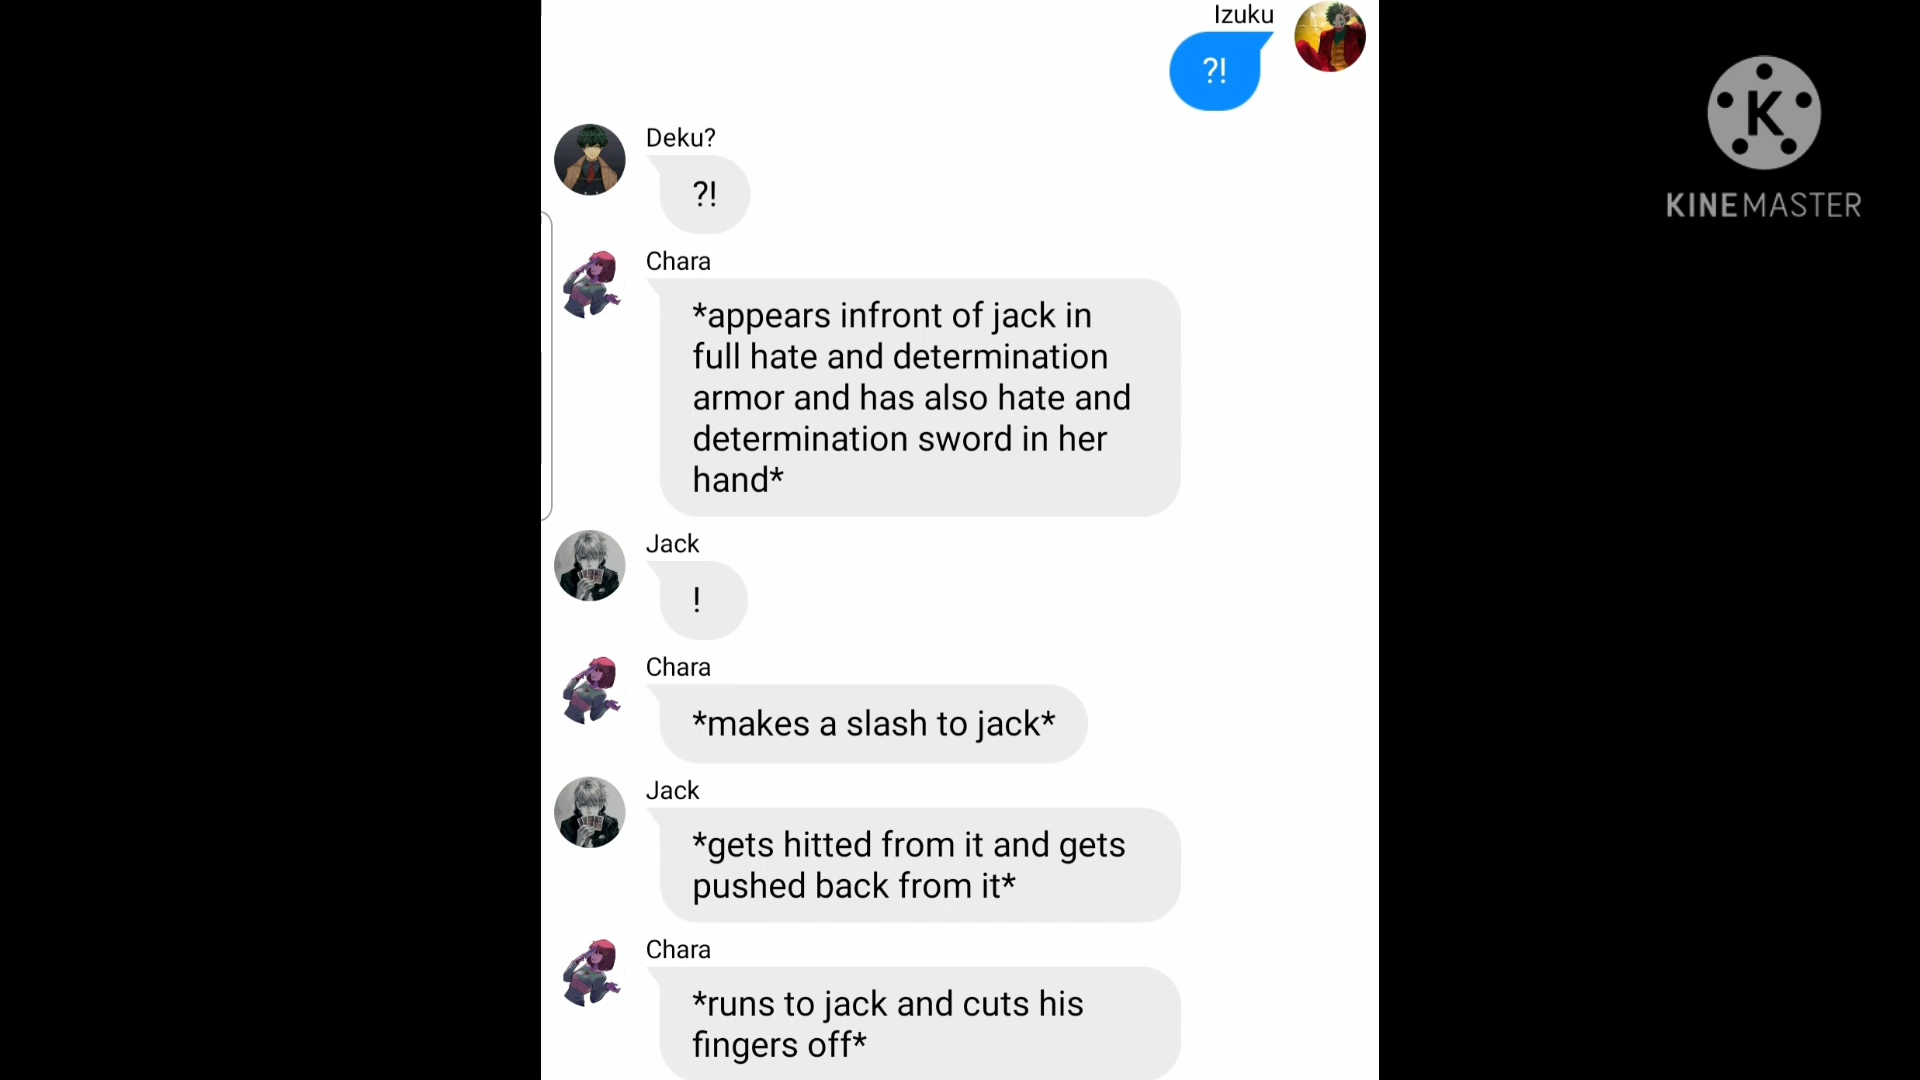 Izuku
?!
Deku?
?!
Chara
*appears infront of jack in
full hate and determination
armor and has also hate and
determination sword in her
hand*
Jack
!
Chara
*makes a slash to jack*
Jack
*gets hitted from it and gets
pushed back from it*
Chara
*runs to jack and cuts his
fingers off*
K
KINEMASTER